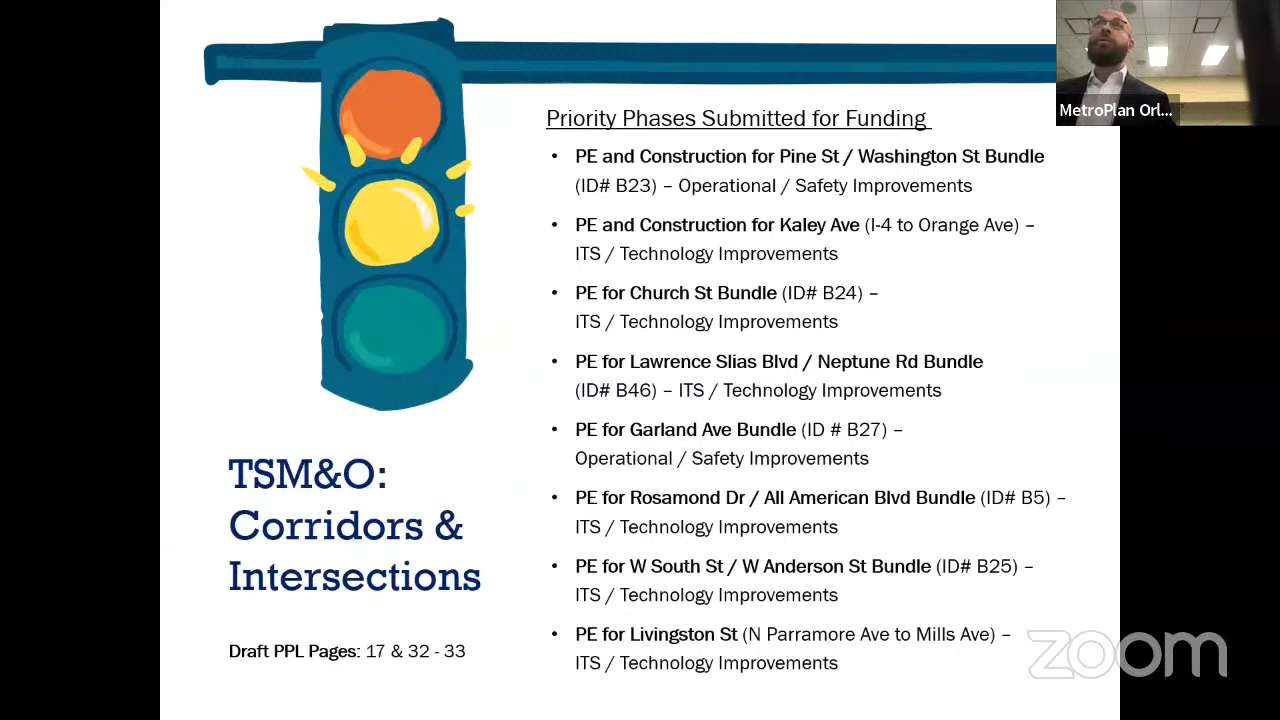 MetroPlan Orl...
Priority Phases Submitted for Funding
• PE and Construction for Pine St / Washington St Bundle
(ID# B23) – Operational / Safety Improvements
• PE and Construction for Kaley Ave (I-4 to Orange Ave) –
ITS / Technology Improvements
• PE for Church St Bundle (ID# B24) –
ITS / Technology Improvements
• PE for Lawrence Slias Blvd / Neptune Rd Bundle
(ID# B46) – ITS / Technology Improvements
• PE for Garland Ave Bundle (ID # B27) –
Operational / Safety Improvements
• PE for Rosamond Dr / All American Blvd Bundle (ID# B5) –
ITS / Technology Improvements
• PE for W South St / W Anderson St Bundle (ID# B25) –
ITS / Technology Improvements
• PE for Livingston St (N Parramore Ave to Mills Ave) –
ITS / Technology Improvements
TSM&O:
Corridors &
Intersections
Draft PPL Pages: 17 & 32 - 33
zoom